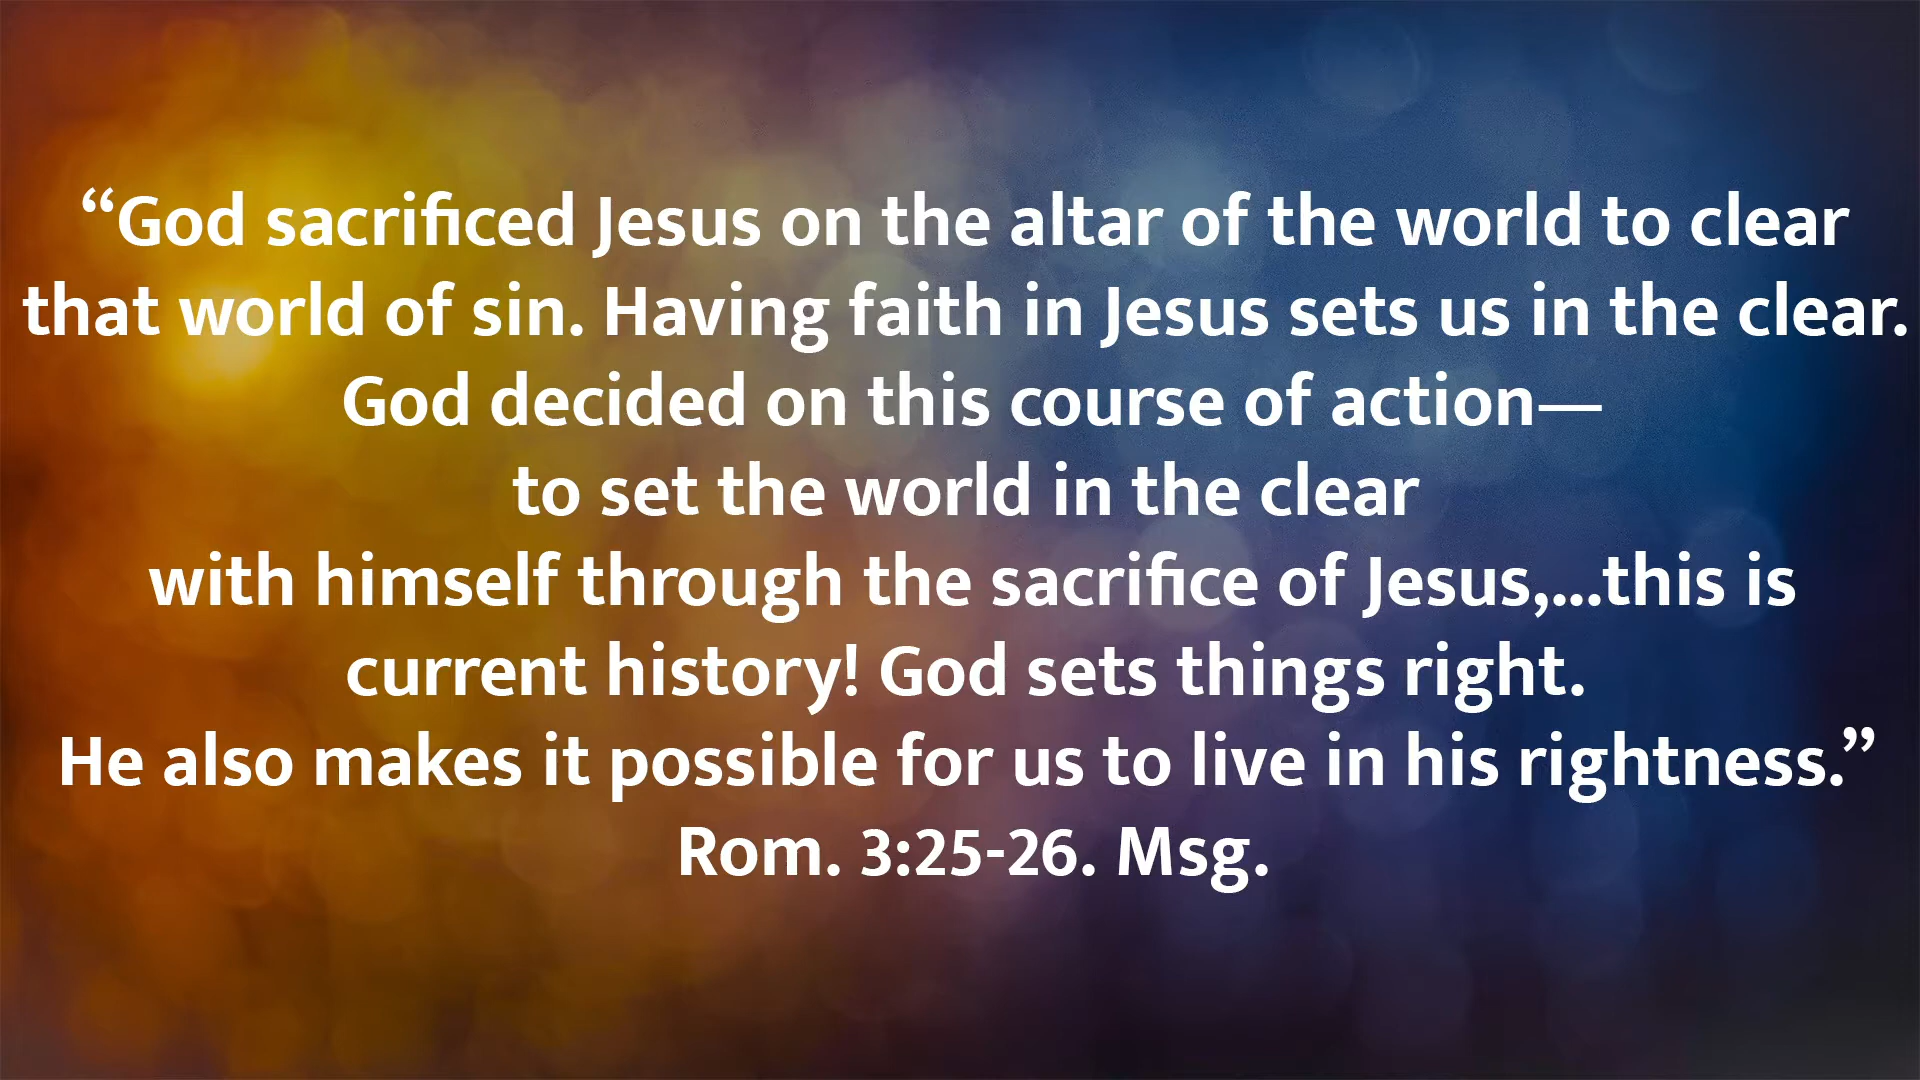 “God sacrificed Jesus on the altar of the world to clear
that world of sin. Having faith in Jesus sets us in the clear.
God decided on this course of action—
to set the world in the clear
with himself through the sacrifice of Jesus,...this is
current history! God sets things right.
He also makes it possible for us to live in his rightness.”
Rom. 3:25-26. Msg.